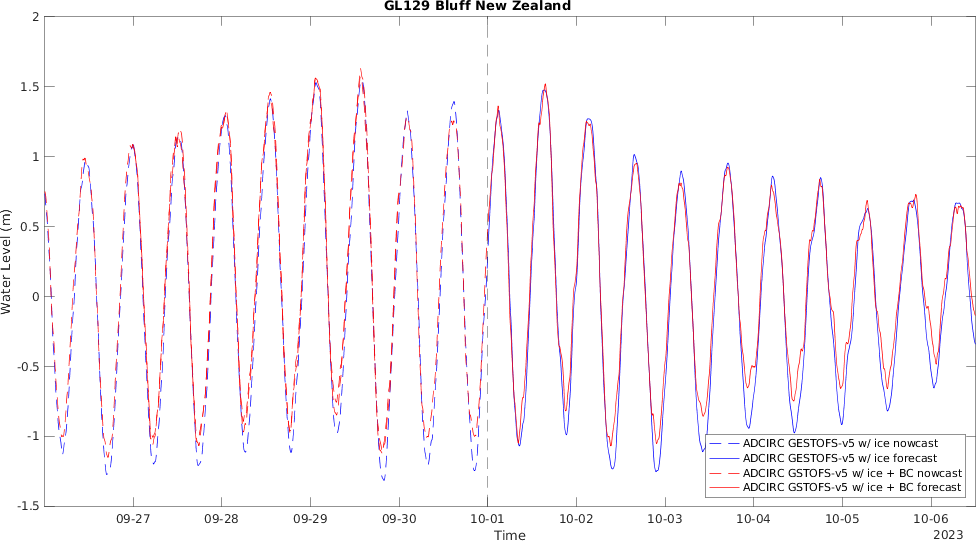 GL129 Bluff New Zealand
2
1.5
1
0.5
0
-0.5
-1
-1.5
Water Level (m)
ADCIRC GESTOFS-v5 w/ ice nowcast
ADCIRC GESTOFS-v5 w/ ice forecast
ADCIRC GSTOFS-v5 w/ ice + BC nowcast
ADCIRC GSTOFS-v5 w/ ice + BC forecast
09-27 09-28 09-29 09-30 10-01 10-02 10-03 10-04 10-05 10-06
Time
2023